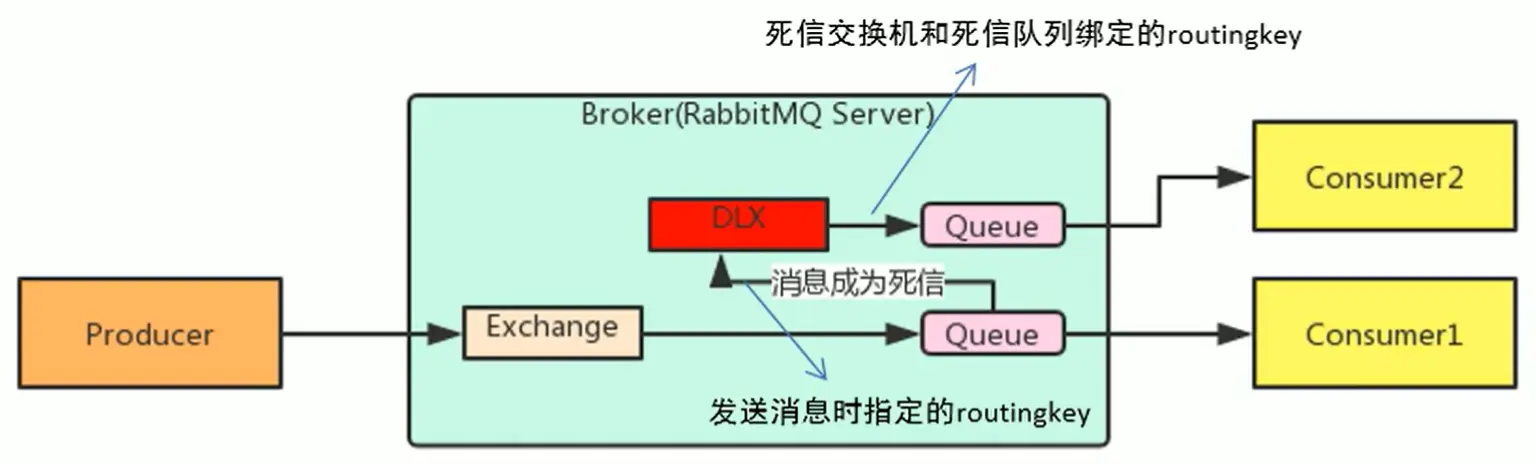 死信交换机和死信队列绑定的routingkey
Broker(RabbitMQ Server)
DLX
Queue
Consumer2
消息成为死信
Producer
Exchange
Queue
Consumer1
发送消息时指定的routingkey